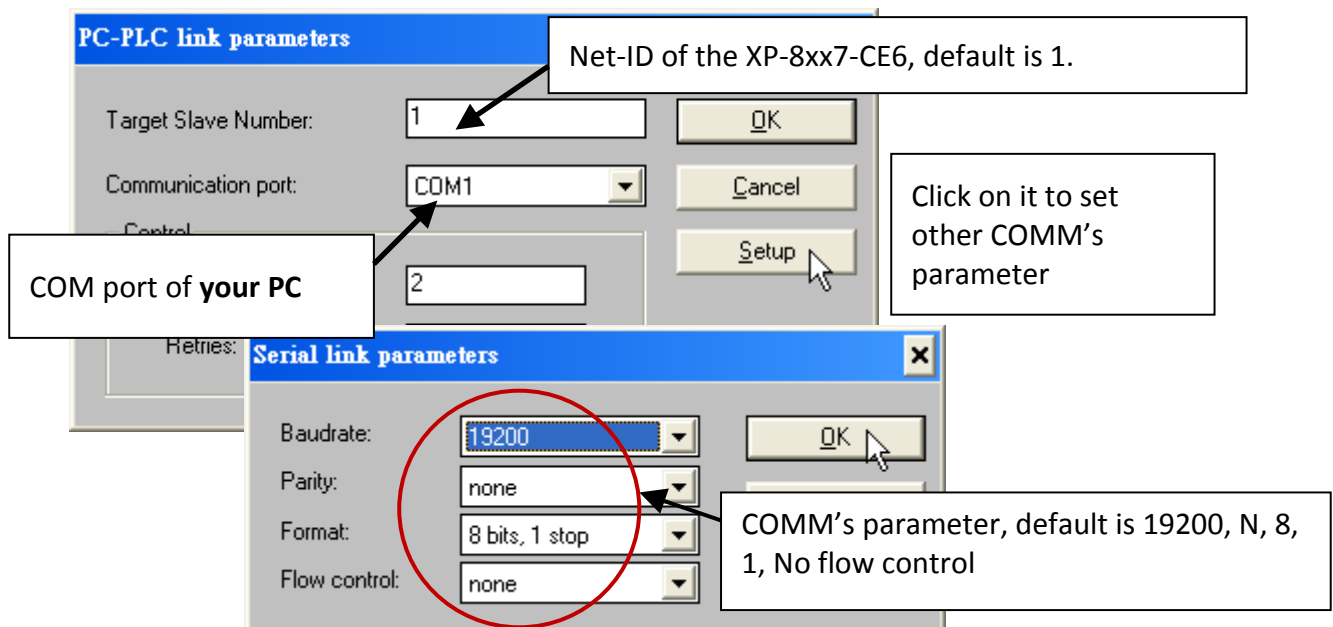 PC-PLC link parameters
Net-ID of the XP-8xx7-CE6, default is 1.
Target Slave Number:
1
OK
Communication port:
COM1
Cancel
Click on it to set
other COMM's
parameter
Control
Setup
COM port of your PC
2
Retries:
Serial link parameters
Baudrate:
19200
OK
Parity:
none
COMM's parameter, default is 19200, N, 8,
1, No flow control
Format:
8 bits, 1 stop
Flow control:
none